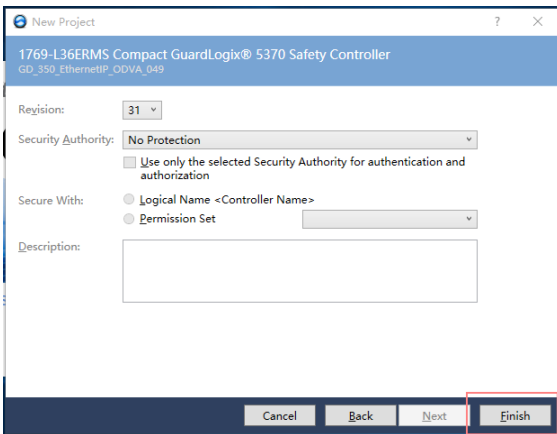 New Project
1769-L36ERMS Compact GuardLogix® 5370 Safety Controller
GD_350_EthernetIP_ODVA_049
Revision:
31
Security Authority:
No Protection
Use only the selected Security Authority for authentication and
authorization
Secure With:
Logical Name <Controller Name>
Permission Set
Description:
Cancel
Back
Next
Finish